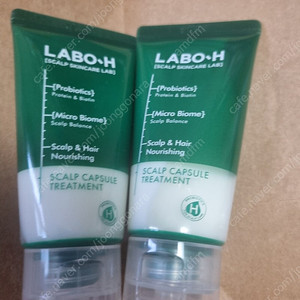 LABO-H
[SCALP SKINCARE LAB]
{Probiotics}
Protein & Biotin
{Micro Biome}
Scalp Balance
Scalp & Hair
Nourishing
SCALP CAPSULE
TREATMENT
H
LABO-H
[SCALP SKINCARE LAB]
{Probiotics}
Protein & Biotin
{Micro Biome}
Scalp Balance
Scalp & Hair
Nourishing
SCALP CAPSULE
TREATMENT
H